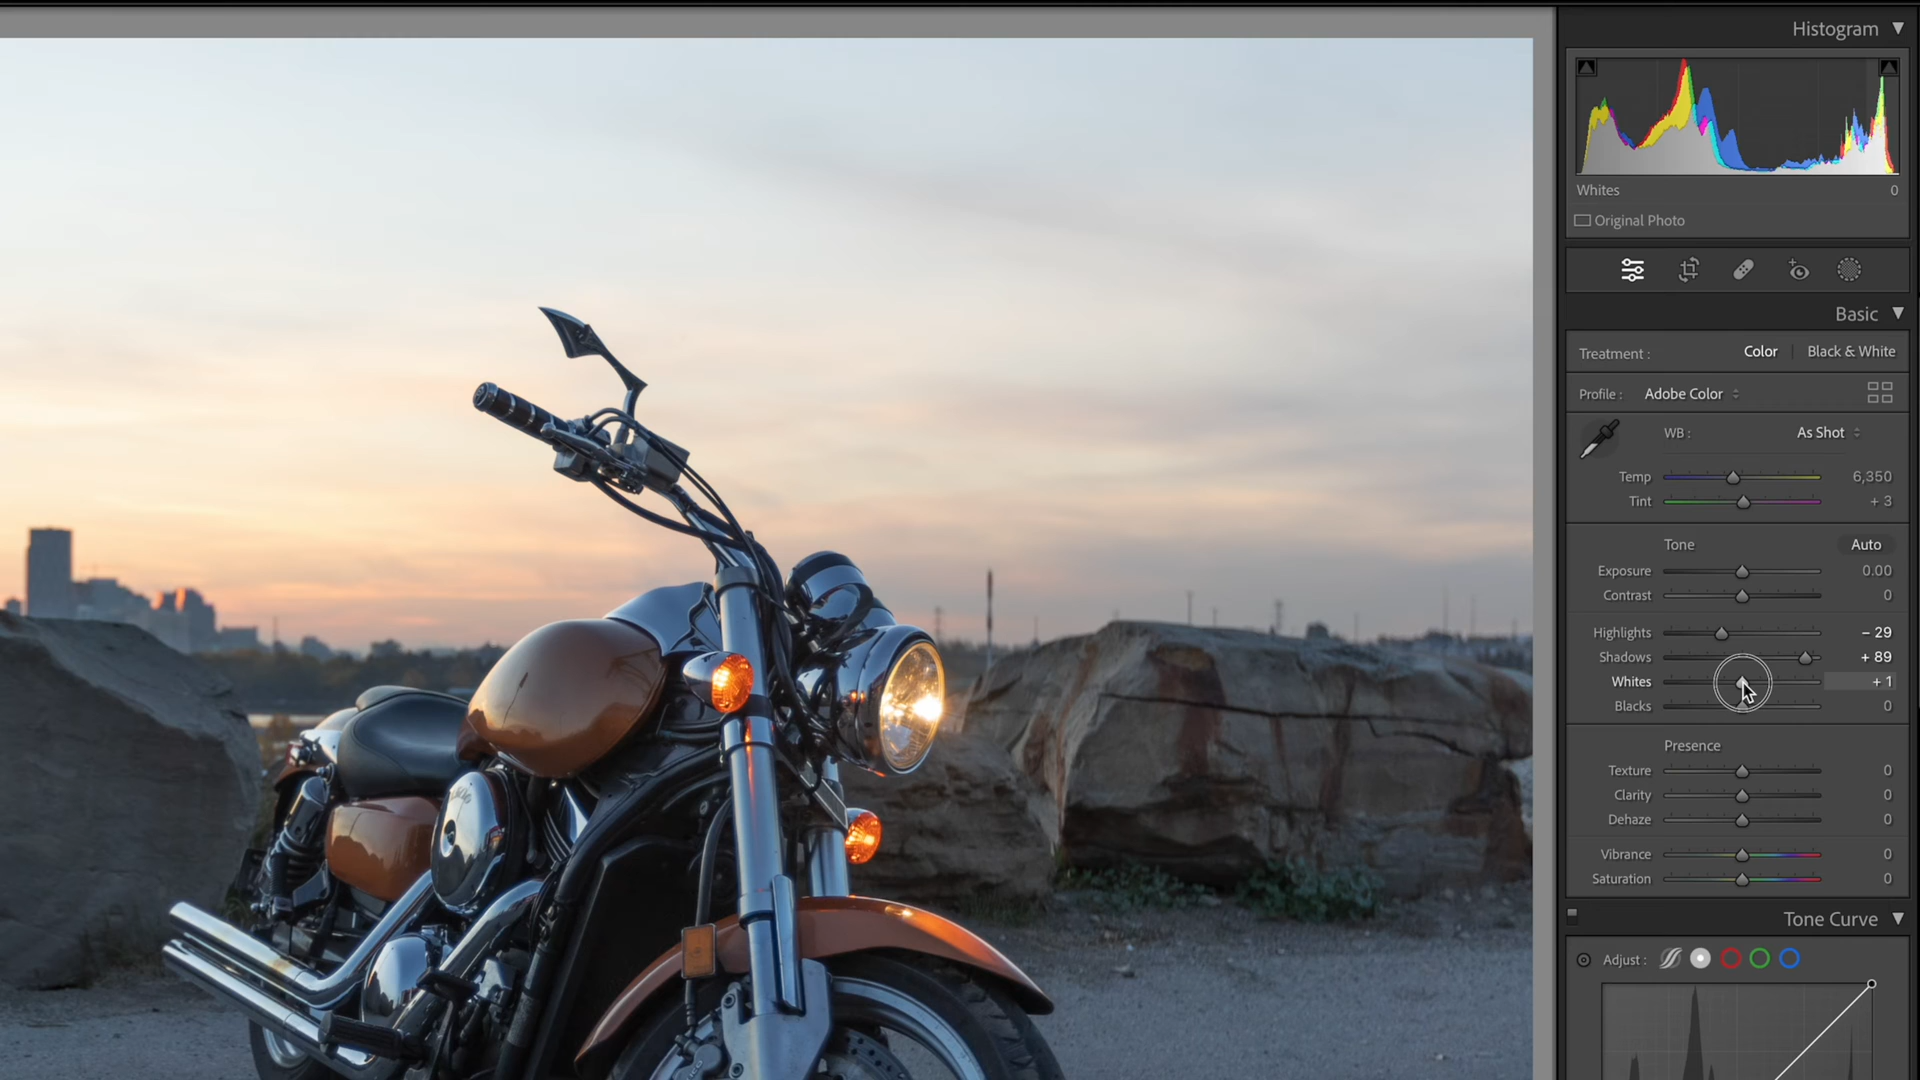 Histogram
Whites 0
Original Photo
Basic
Treatment : Color Black & White
Profile : Adobe Color
WB : As Shot
Temp 6,350
Tint + 3
Tone Auto
Exposure 0.00
Contrast 0
Highlights – 29
Shadows + 89
Whites + 1
Blacks 0
Presence
Texture 0
Clarity 0
Dehaze 0
Vibrance 0
Saturation 0
Tone Curve
Adjust :